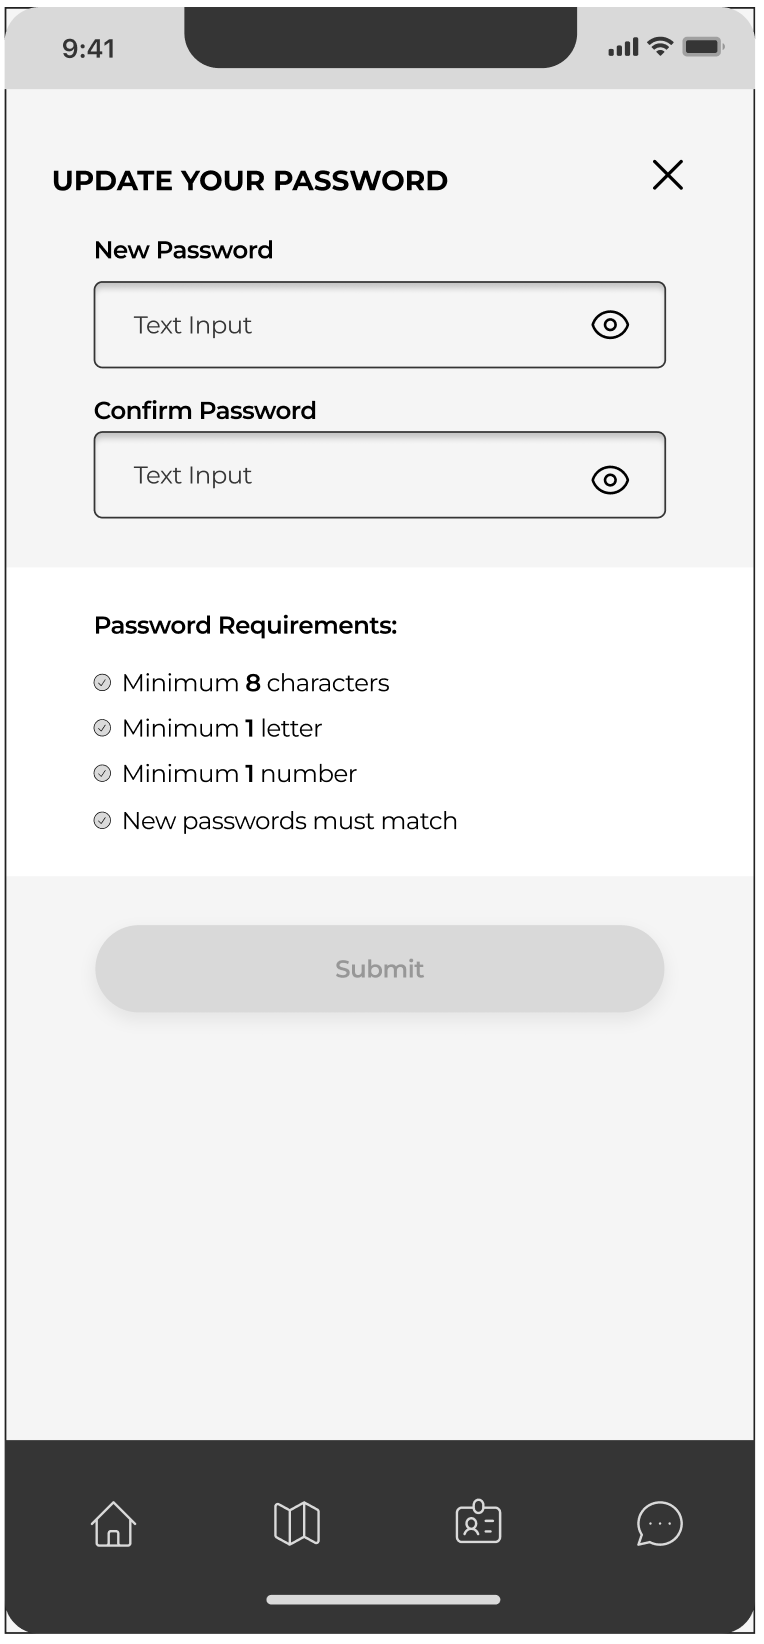 9:41
UPDATE YOUR PASSWORD
New Password
Text Input
Confirm Password
Text Input
Password Requirements:
Minimum 8 characters
Minimum 1 letter
Minimum 1 number
New passwords must match
Submit